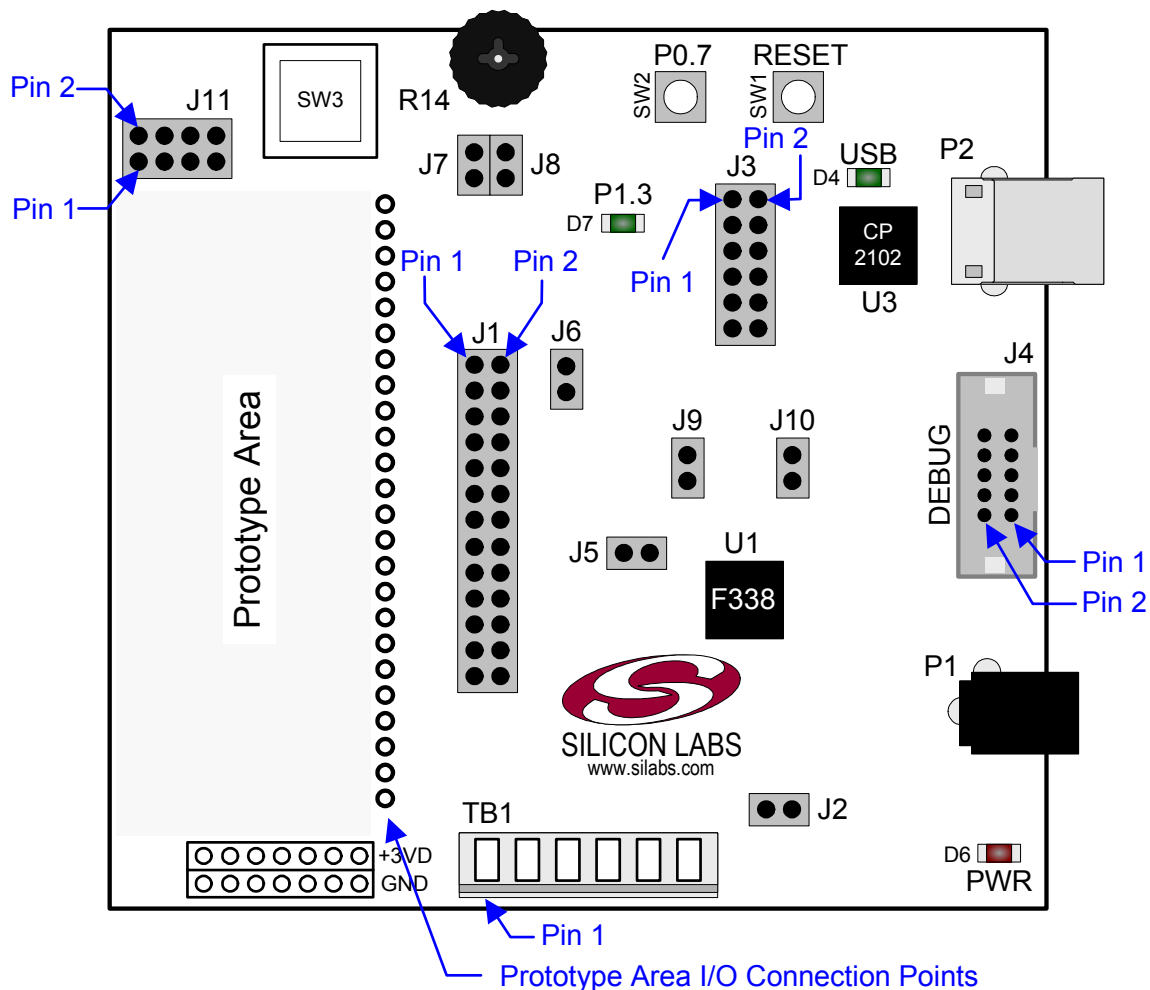 P0.7
RESET
Pin 2
J11
SW3
R14
SW2
SW1
Pin 2
J7
J8
J3
USB
P2
D4
Pin 1
P1.3
D7
CP
2102
U3
Pin 1
Pin 2
Pin 1
J1
J6
J4
Prototype Area
J9
J10
DEBUG
J5
U1
F338
Pin 1
Pin 2
P1
SILICON LABS
www.silabs.com
TB1
J2
+3VD
GND
D6
PWR
Pin 1
Prototype Area I/O Connection Points